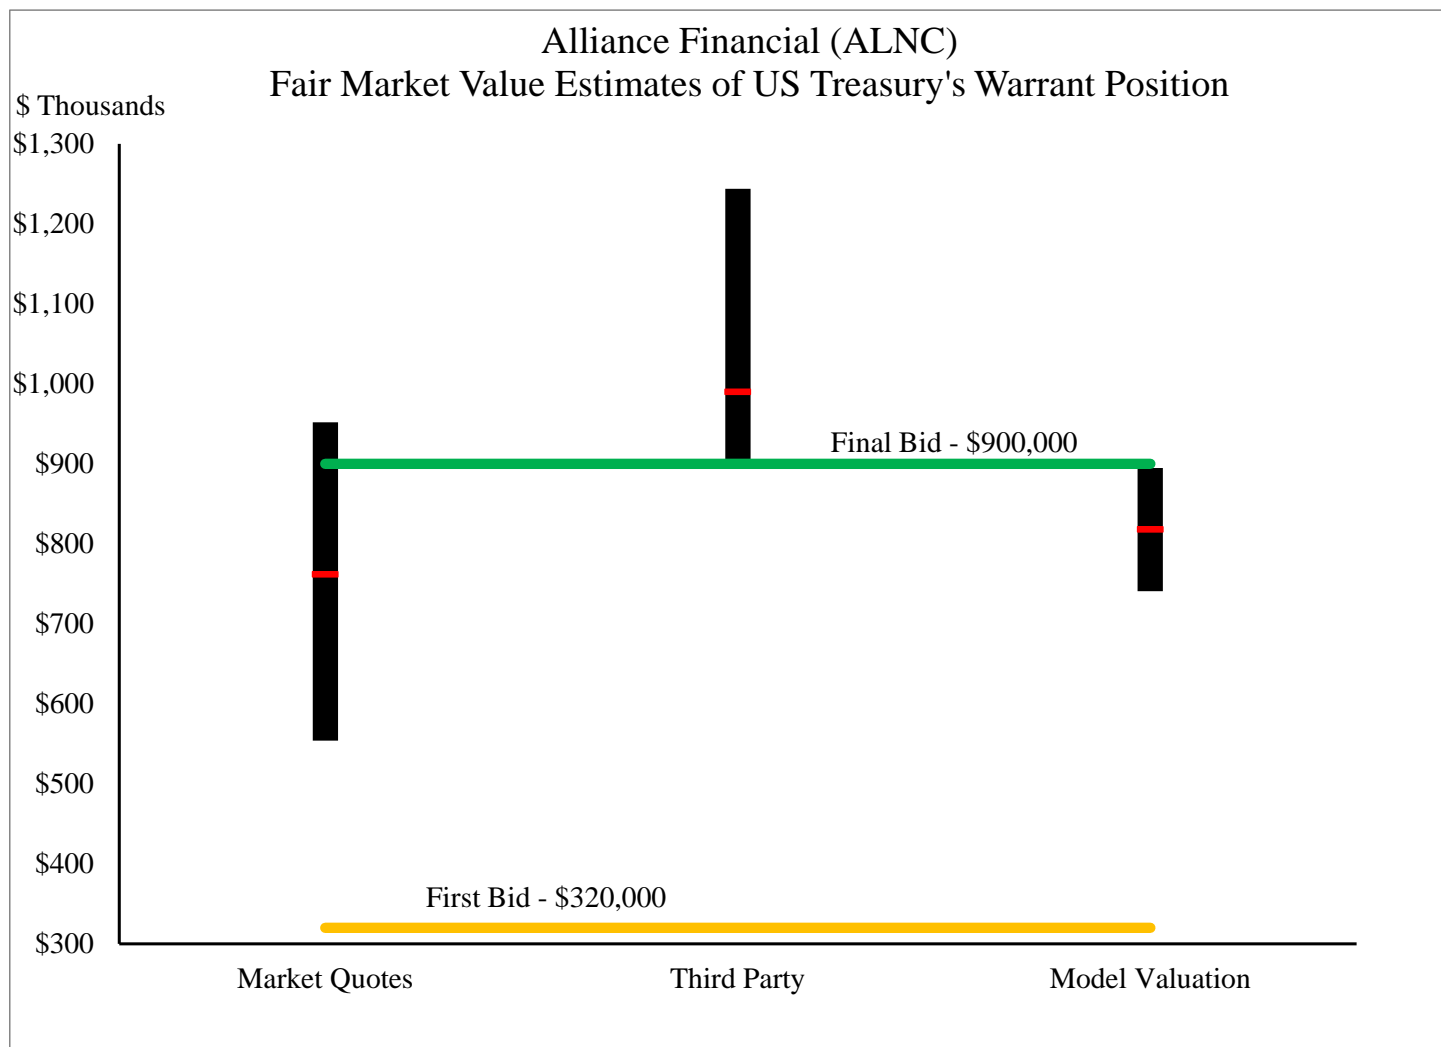 Alliance Financial (ALNC)
Fair Market Value Estimates of US Treasury's Warrant Position
$ Thousands
$1,300
$1,200
$1,100
$1,000
$900
$800
$700
$600
$500
$400
$300
Final Bid - $900,000
First Bid - $320,000
Market Quotes
Third Party
Model Valuation